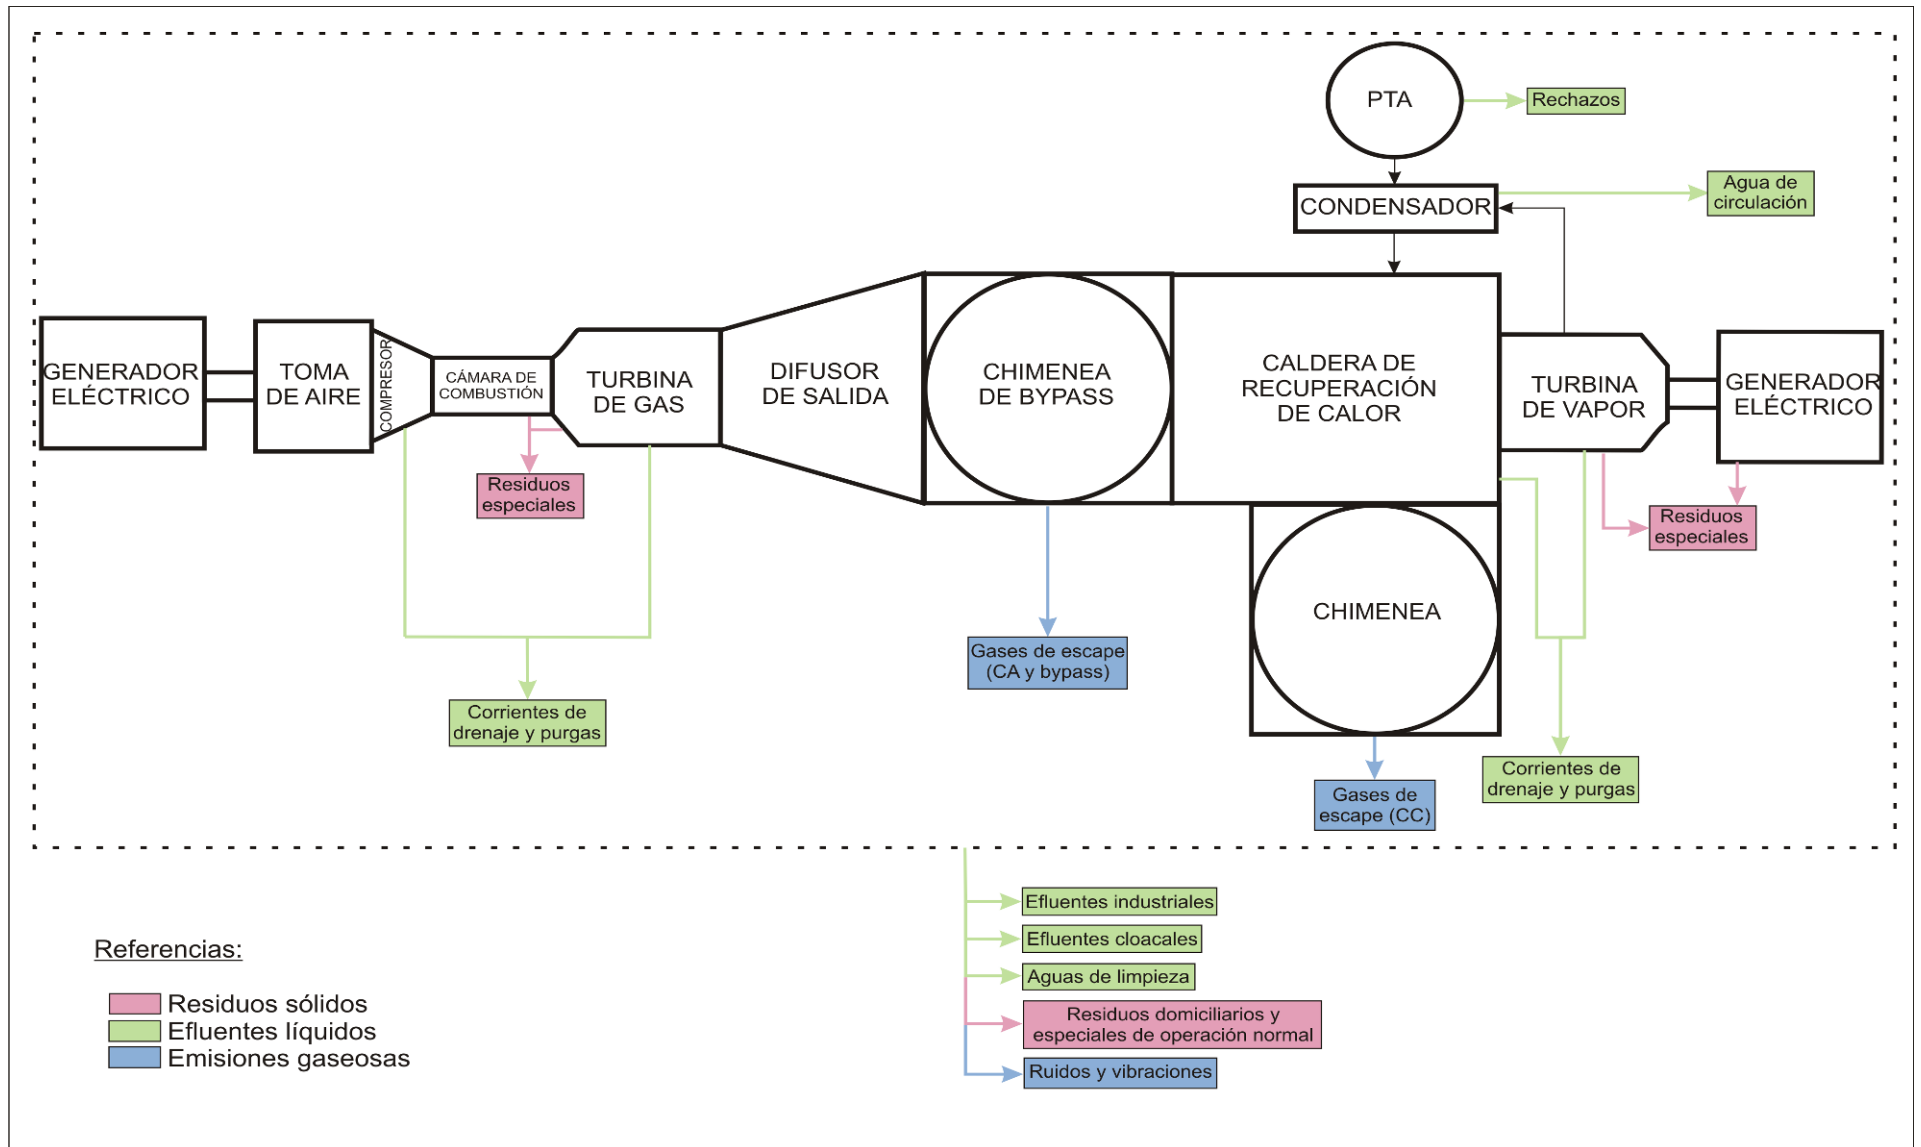 PTA
Rechazos
CONDENSADOR
Agua de
circulación
GENERADOR
ELÉCTRICO
TOMA
DE AIRE
COMPRESOR
CÁMARA DE
COMBUSTIÓN
TURBINA
DE GAS
DIFUSOR
DE SALIDA
CHIMENEA
DE BYPASS
CALDERA DE
RECUPERACIÓN
DE CALOR
TURBINA
DE VAPOR
GENERADOR
ELÉCTRICO
Residuos
especiales
Residuos
especiales
CHIMENEA
Gases de escape
(CA y bypass)
Corrientes de
drenaje y purgas
Corrientes de
drenaje y purgas
Gases de
escape (CC)
Efluentes industriales
Efluentes cloacales
Aguas de limpieza
Residuos domiciliarios y
especiales de operación normal
Ruidos y vibraciones
Referencias:
Residuos sólidos
Efluentes líquidos
Emisiones gaseosas